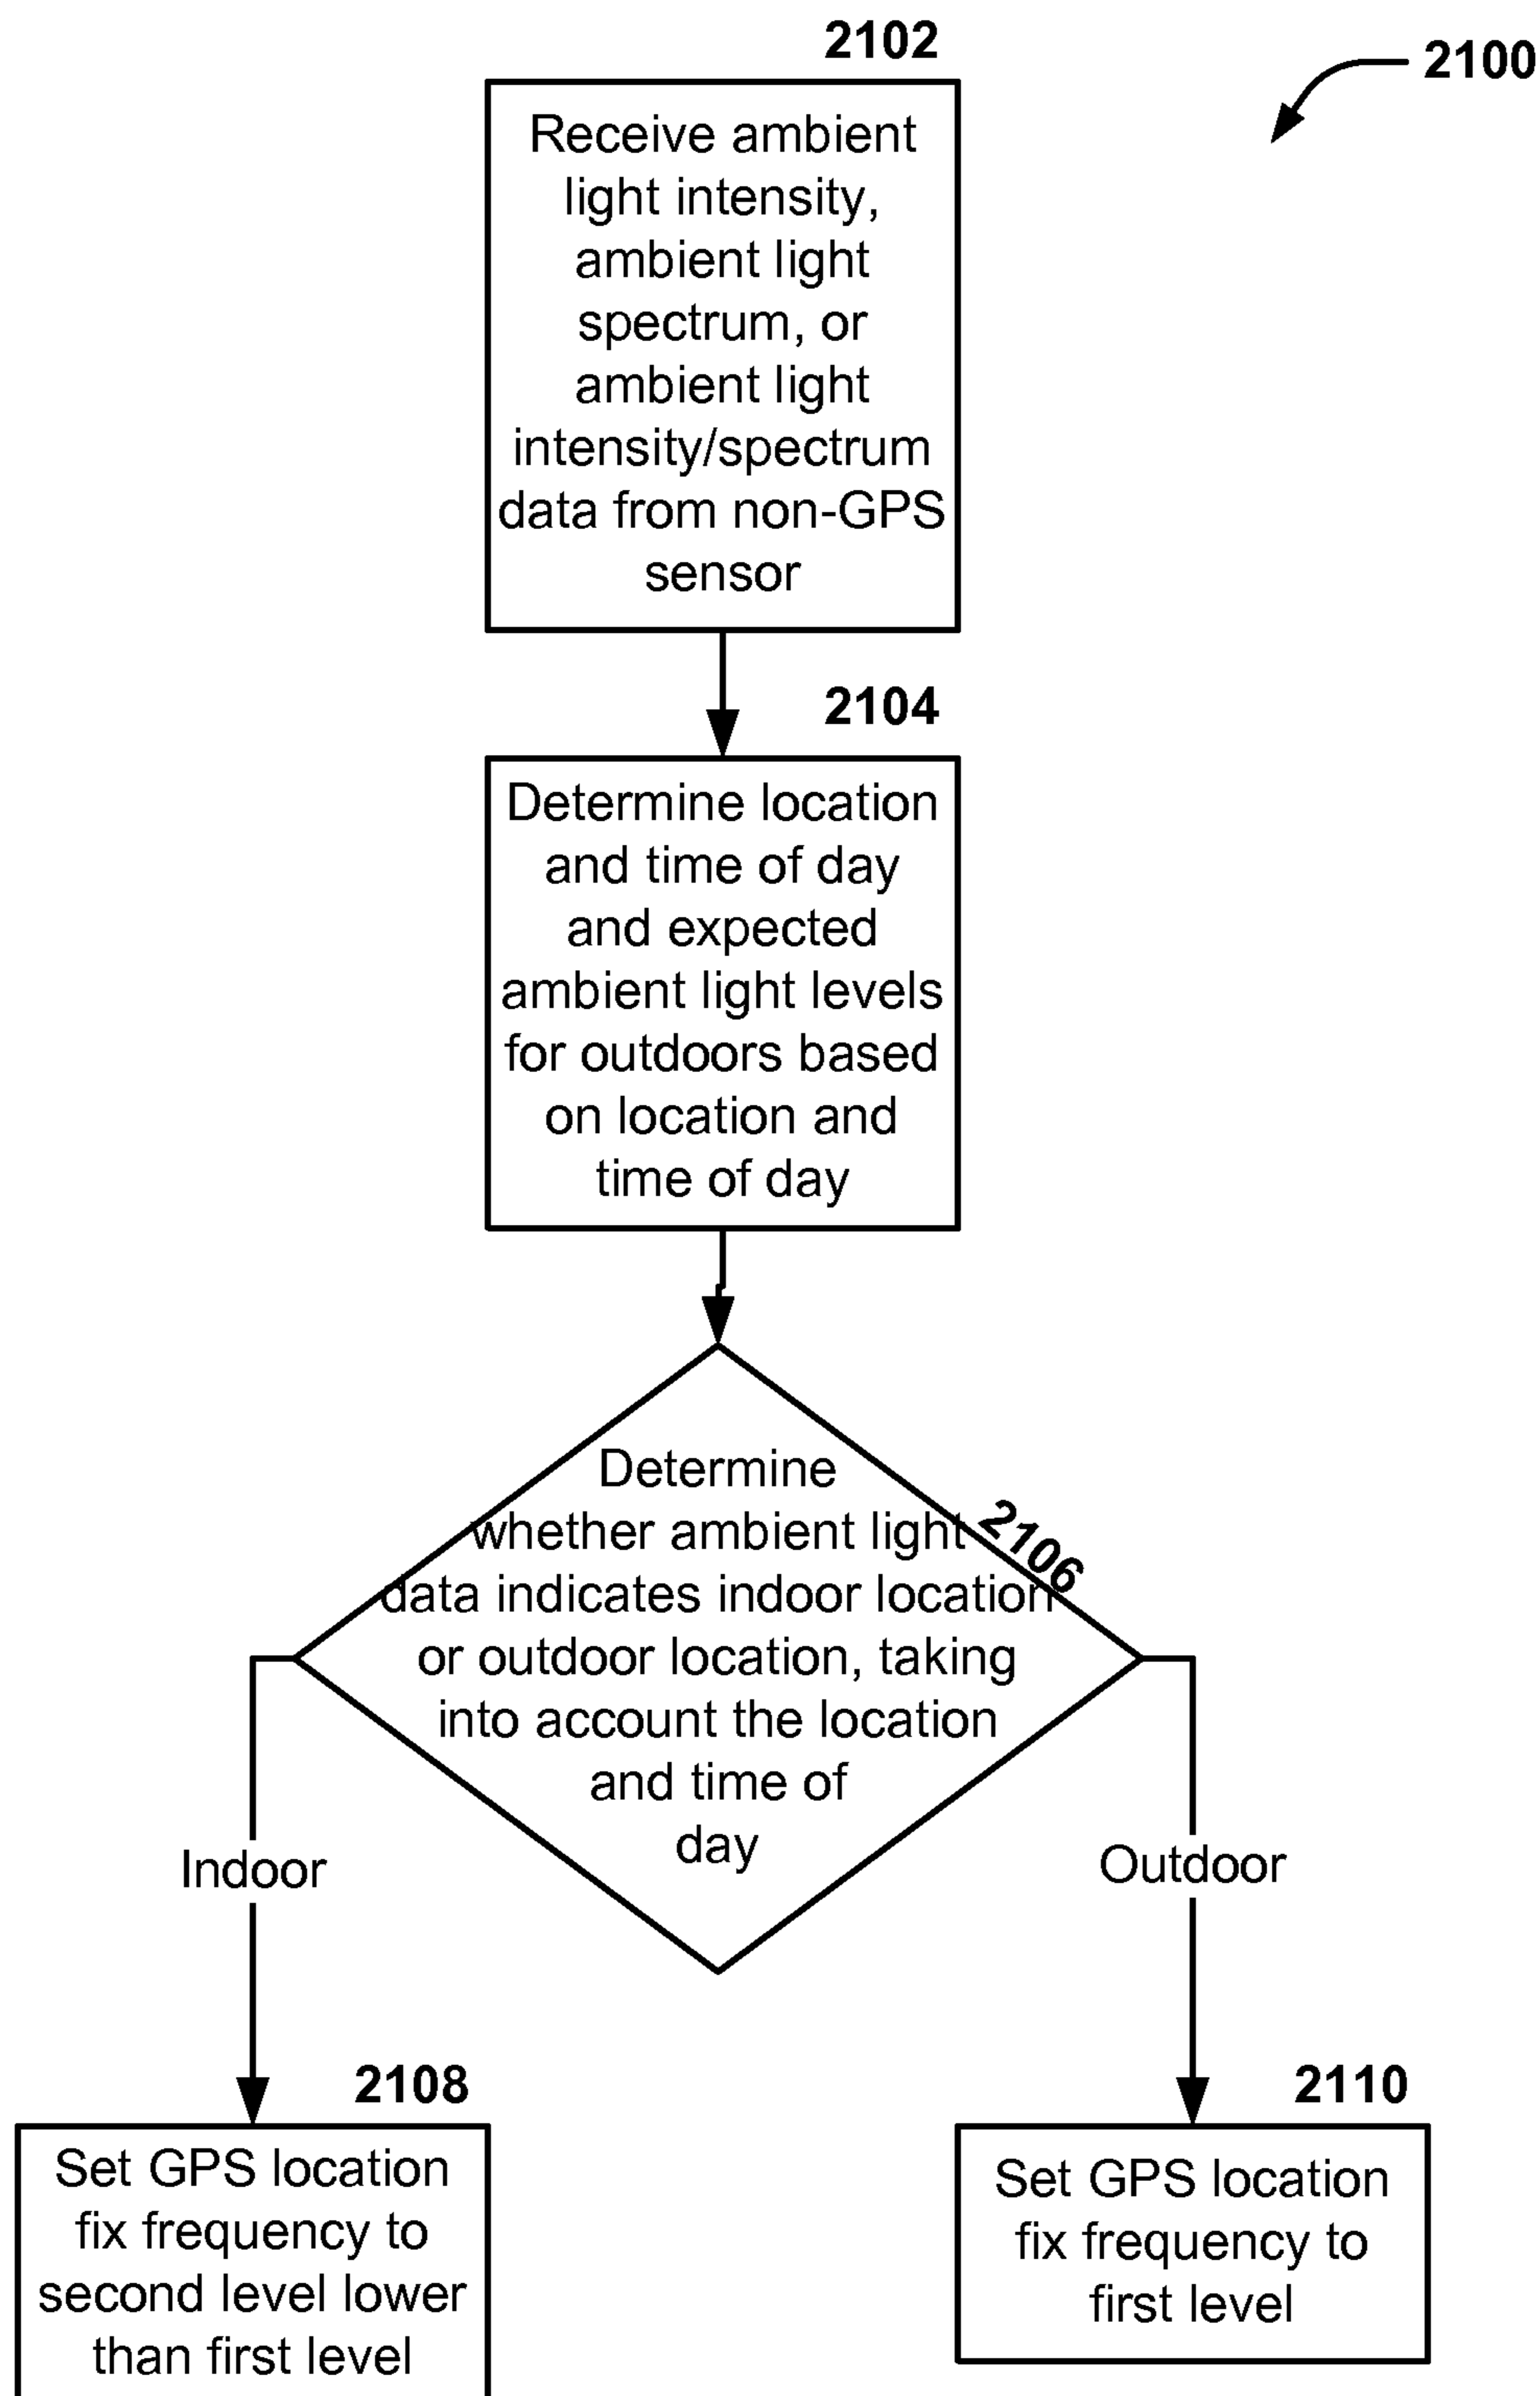 2102
2100
Receive ambient
light intensity,
ambient light
spectrum, or
ambient light
intensity/spectrum
data from non-GPS
sensor
2104
Determine location
and time of day
and expected
ambient light levels
for outdoors based
on location and
time of day
2106
Determine
whether ambient light
data indicates indoor location
or outdoor location, taking
into account the location
and time of
day
Indoor
Outdoor
2108
Set GPS location
fix frequency to
second level lower
than first level
2110
Set GPS location
fix frequency to
first level